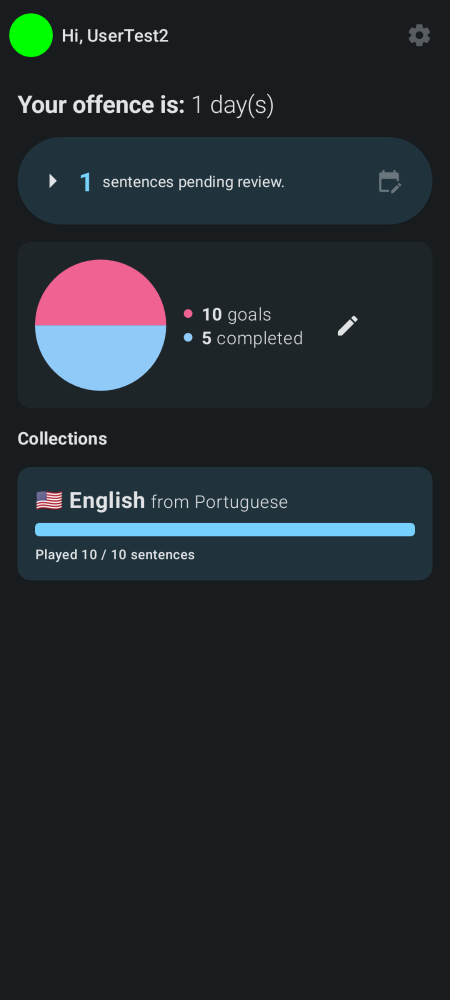 Hi, UserTest2
Your offence is: 1 day(s)
1 sentences pending review.
10 goals
5 completed
Collections
English from Portuguese
Played 10 / 10 sentences